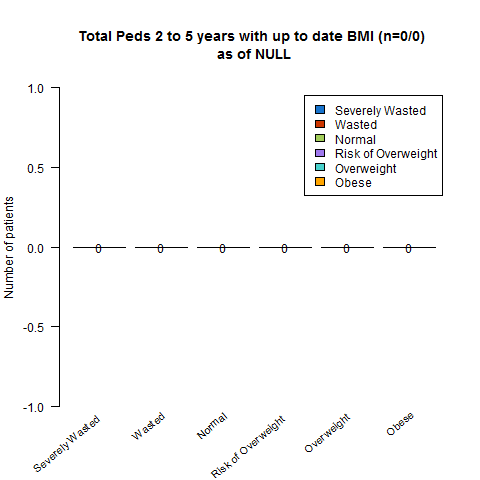 Total Peds 2 to 5 years with up to date BMI (n=0/0)
as of NULL
Number of patients
1.0
0.5
0.0
-0.5
-1.0
Severely Wasted
Wasted
Normal
Risk of Overweight
Overweight
Obese
0 0 0 0 0 0
Severely Wasted
Wasted
Normal
Risk of Overweight
Overweight
Obese